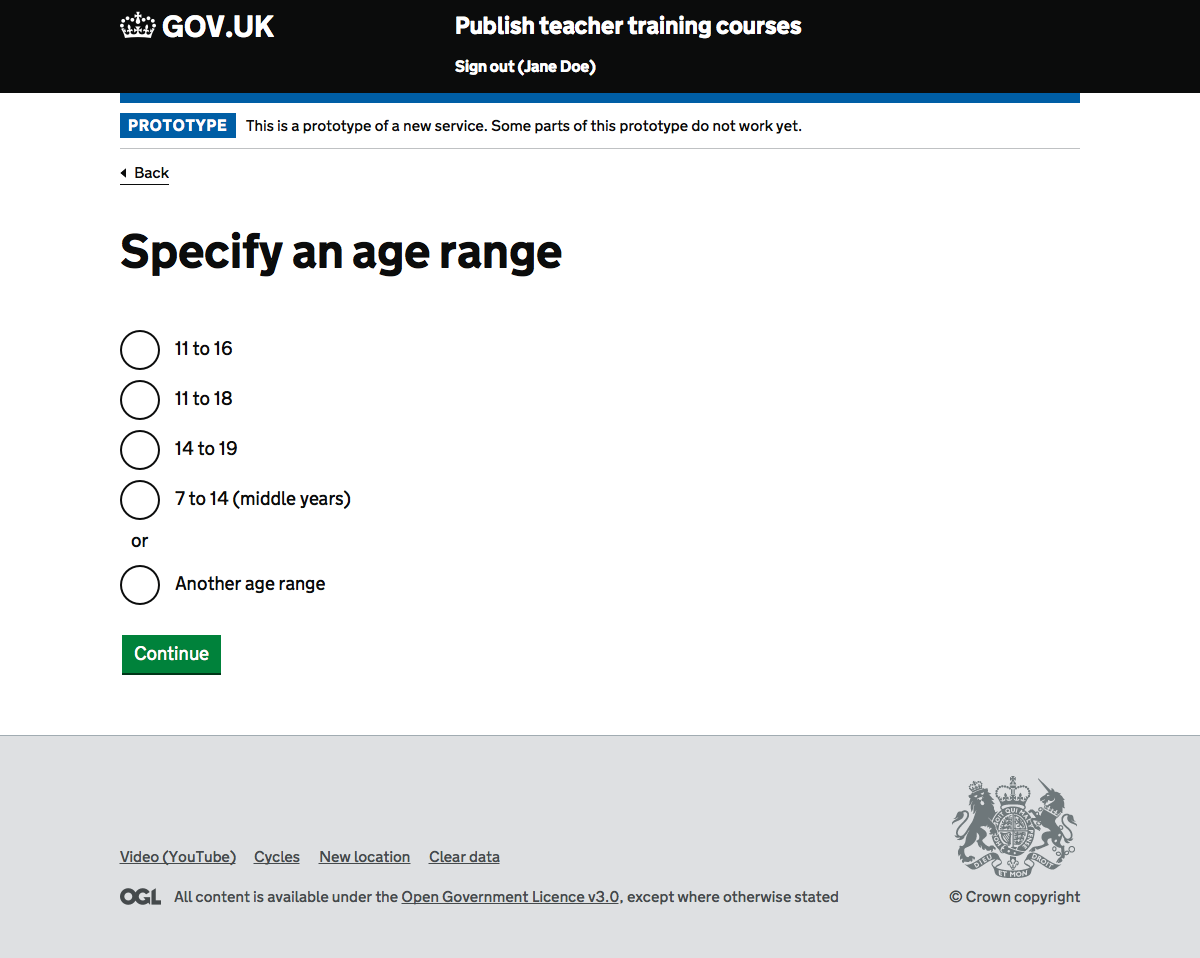 GOV.UK
Publish teacher training courses
Sign out (Jane Doe)
PROTOTYPE This is a prototype of a new service. Some parts of this prototype do not work yet.
Back
Specify an age range
11 to 16
11 to 18
14 to 19
7 to 14 (middle years)
or
Another age range
Continue
Video (YouTube) Cycles New location Clear data
DIEU ET MON DROIT
OGL All content is available under the Open Government Licence v3.0, except where otherwise stated
© Crown copyright